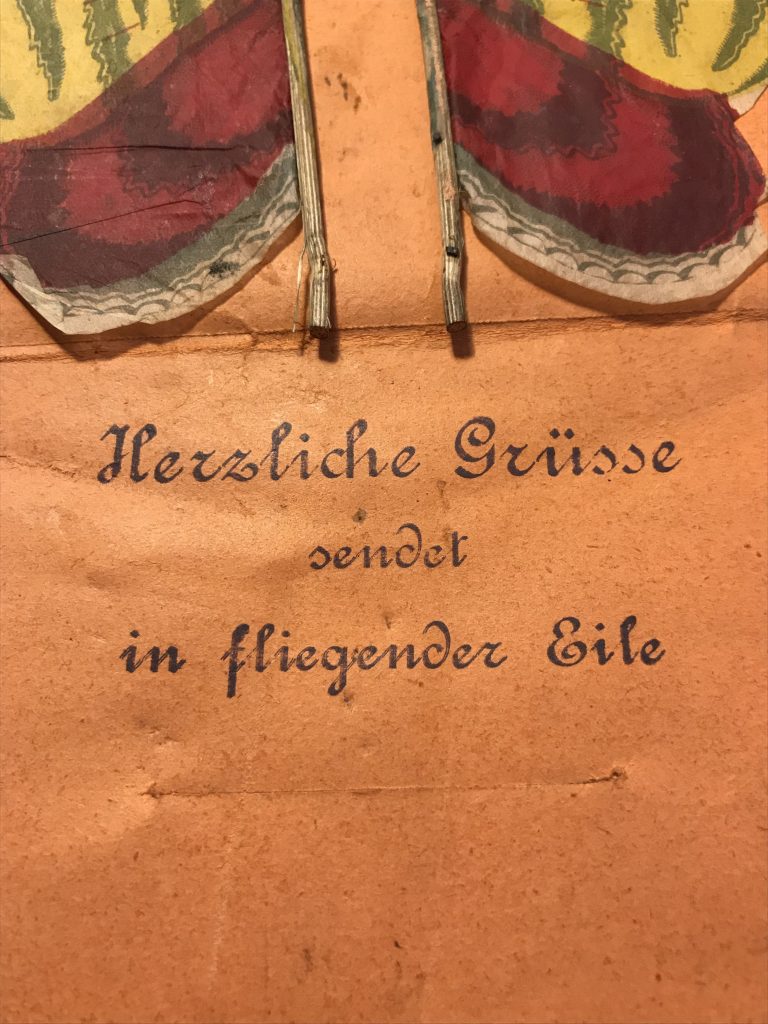 Herzliche Grüsse
sendet
in fliegender Eile